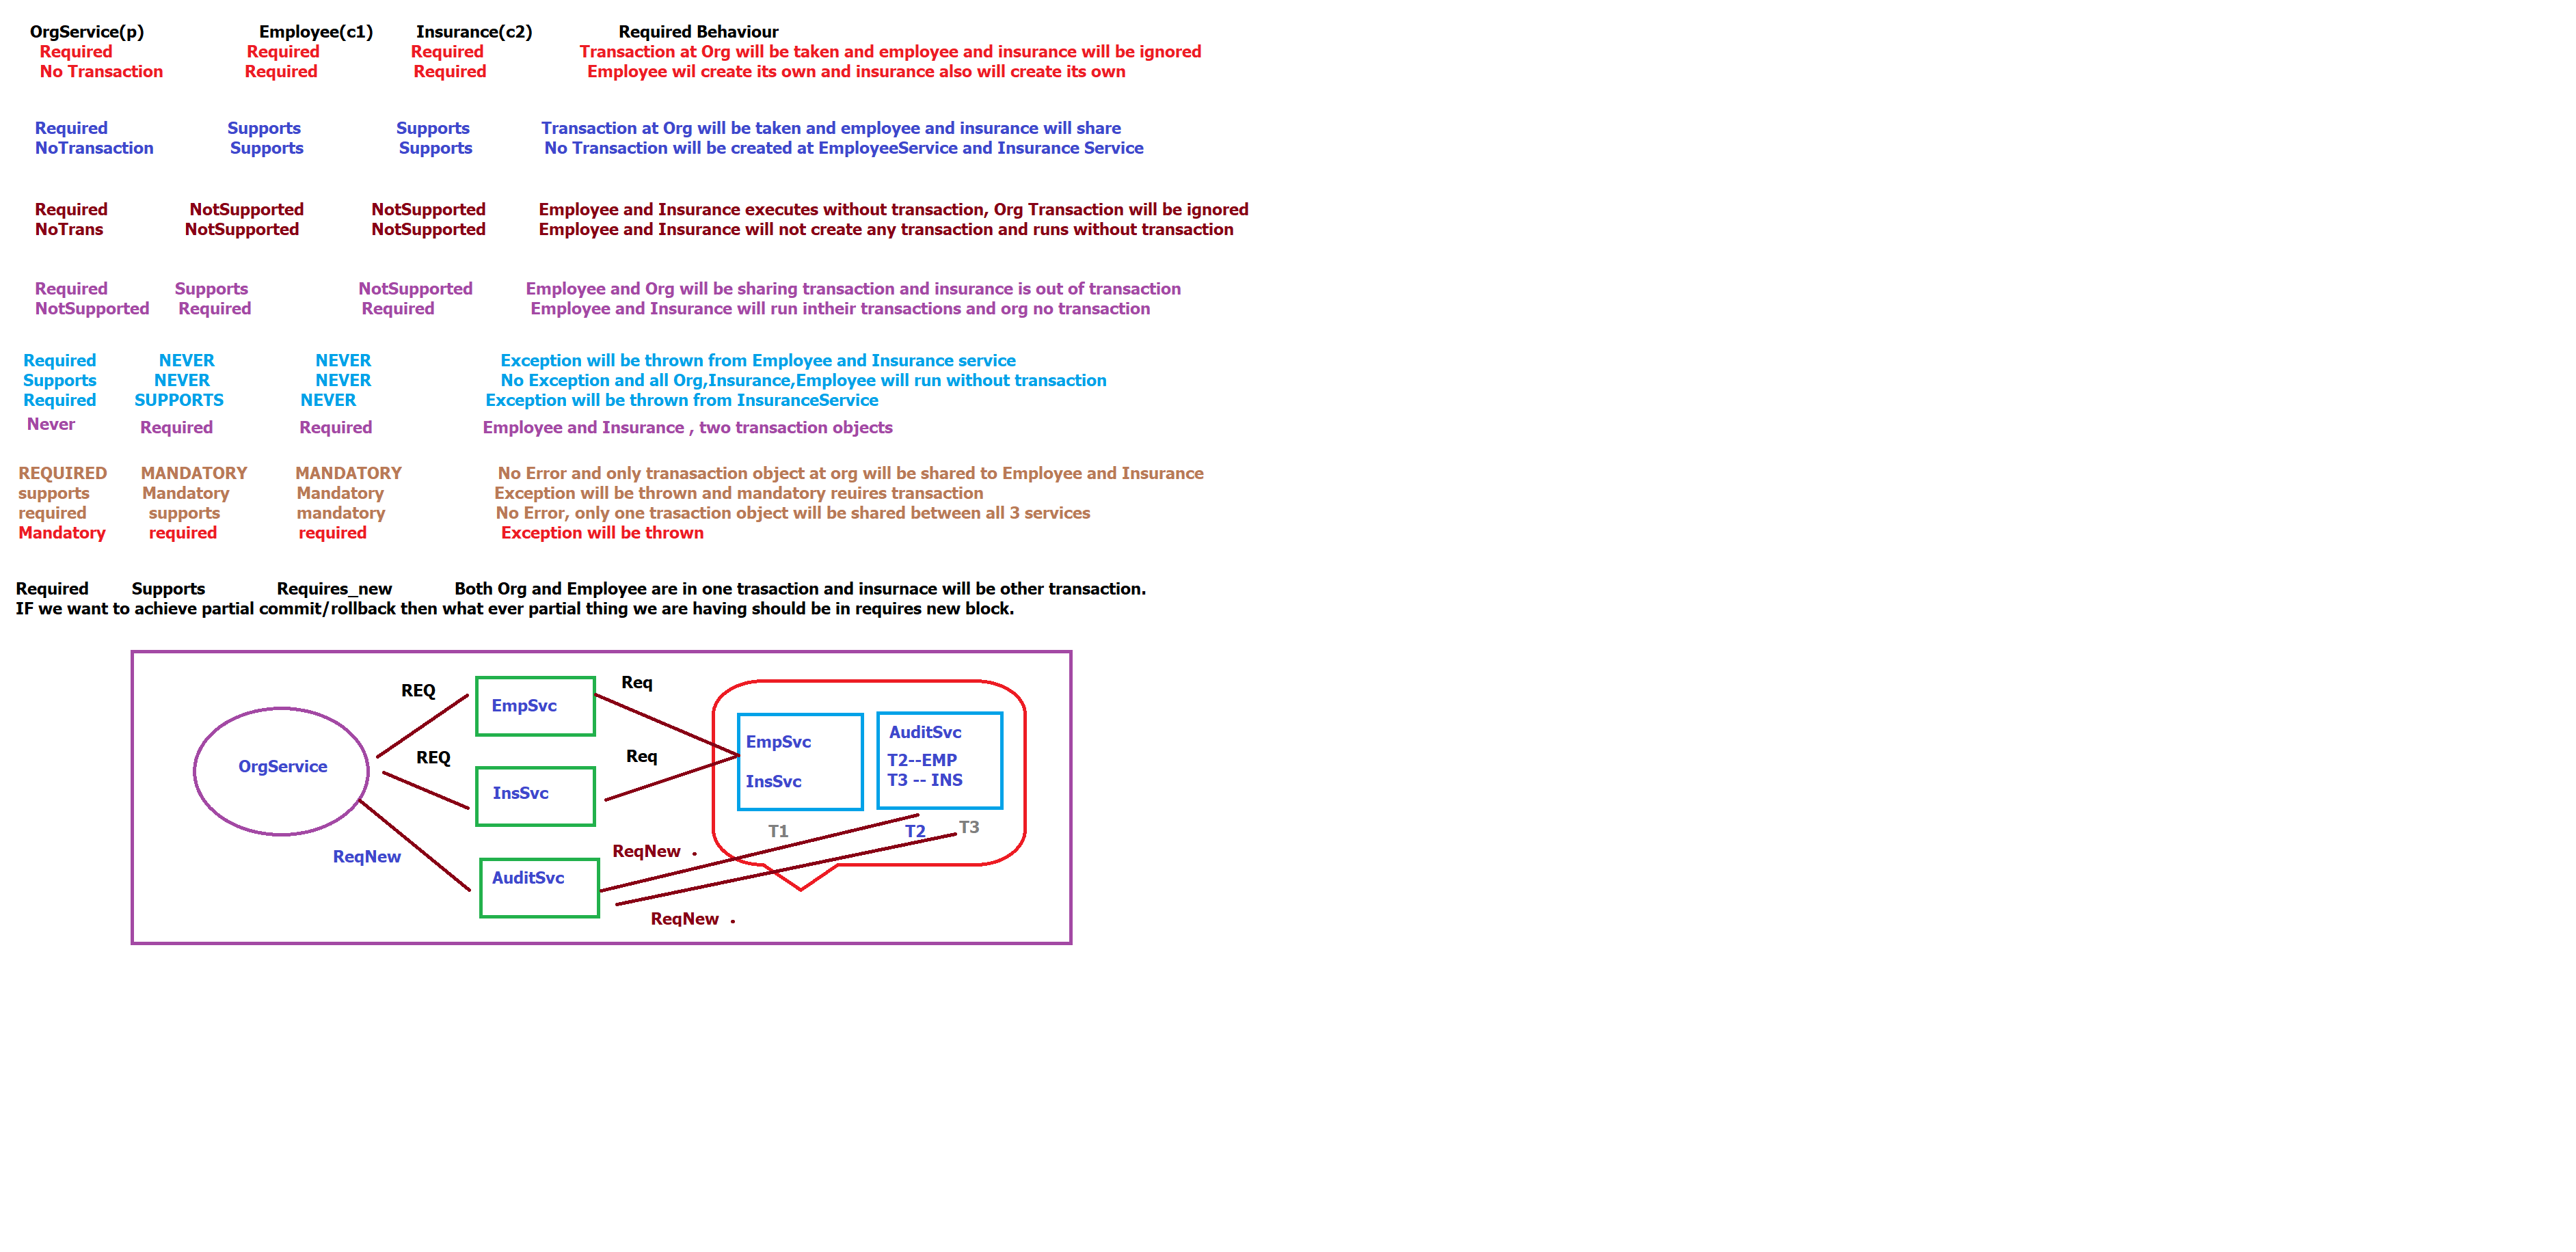 OrgService(p) Employee(c1) Insurance(c2) Required Behaviour
Required Required Required Transaction at Org will be taken and employee and insurance will be ignored
No Transaction Required Required Employee wil create its own and insurance also will create its own
Required Supports Supports Transaction at Org will be taken and employee and insurance will share
NoTransaction Supports Supports No Transaction will be created at EmployeeService and Insurance Service
Required NotSupported NotSupported Employee and Insurance executes without transaction, Org Transaction will be ignored
NoTrans NotSupported NotSupported Employee and Insurance will not create any transaction and runs without transaction
Required Supports NotSupported Employee and Org will be sharing transaction and insurance is out of transaction
NotSupported Required Required Employee and Insurance will run intheir transactions and org no transaction
Required NEVER NEVER Exception will be thrown from Employee and Insurance service
Supports NEVER NEVER No Exception and all Org,Insurance,Employee will run without transaction
Required SUPPORTS NEVER Exception will be thrown from InsuranceService
Never Required Required Employee and Insurance , two transaction objects
REQUIRED MANDATORY MANDATORY No Error and only tranasaction object at org will be shared to Employee and Insurance
supports Mandatory Mandatory Exception will be thrown and mandatory reuires transaction
required supports mandatory No Error, only one trasaction object will be shared between all 3 services
Mandatory required required Exception will be thrown
Required Supports Requires_new Both Org and Employee are in one trasaction and insurnace will be other transaction.
IF we want to achieve partial commit/rollback then what ever partial thing we are having should be in requires new block.
OrgService
REQ
REQ
ReqNew
EmpSvc
InsSvc
AuditSvc
Req
Req
ReqNew .
ReqNew .
EmpSvc
InsSvc
T1
AuditSvc
T2--EMP
T3 -- INS
T2
T3